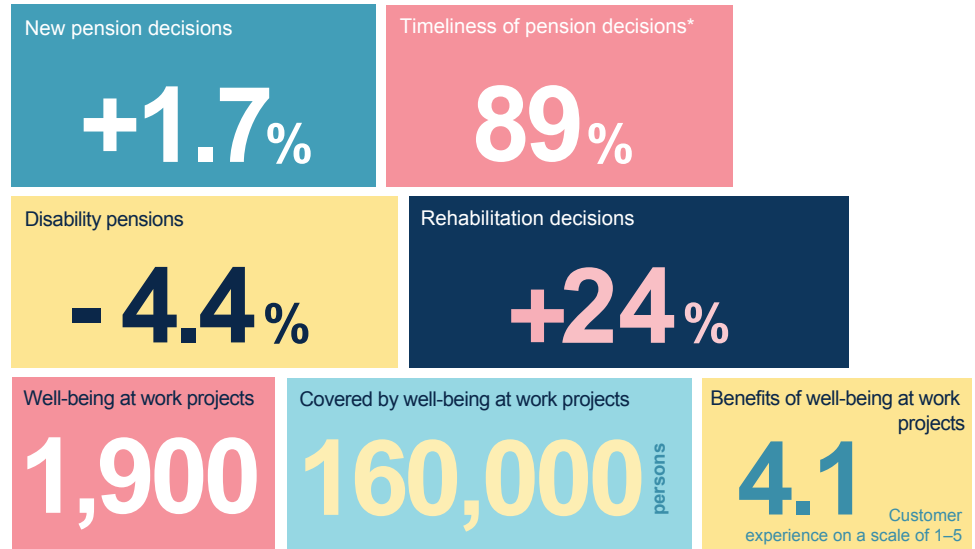 New pension decisions
+1.7%
Timeliness of pension decisions*
89%
Disability pensions
- 4.4%
Rehabilitation decisions
+24%
Well-being at work projects
1,900
Covered by well-being at work projects
160,000 persons
Benefits of well-being at work
projects
4.1
Customer
experience on a scale of 1–5